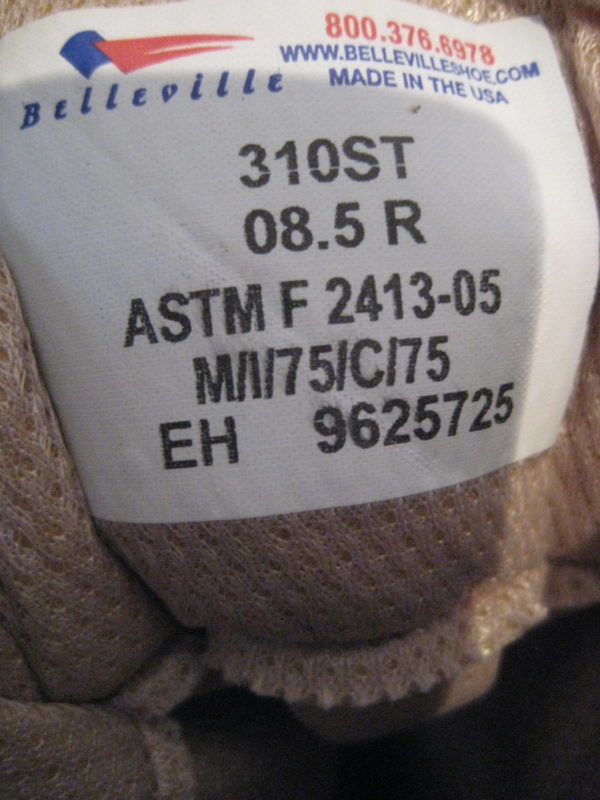 Belleville
800.376.6978
WWW.BELLEVILLESHOE.COM
MADE IN THE USA
310ST
08.5 R
ASTM F 2413-05
M/I/75/C/75
EH 9625725